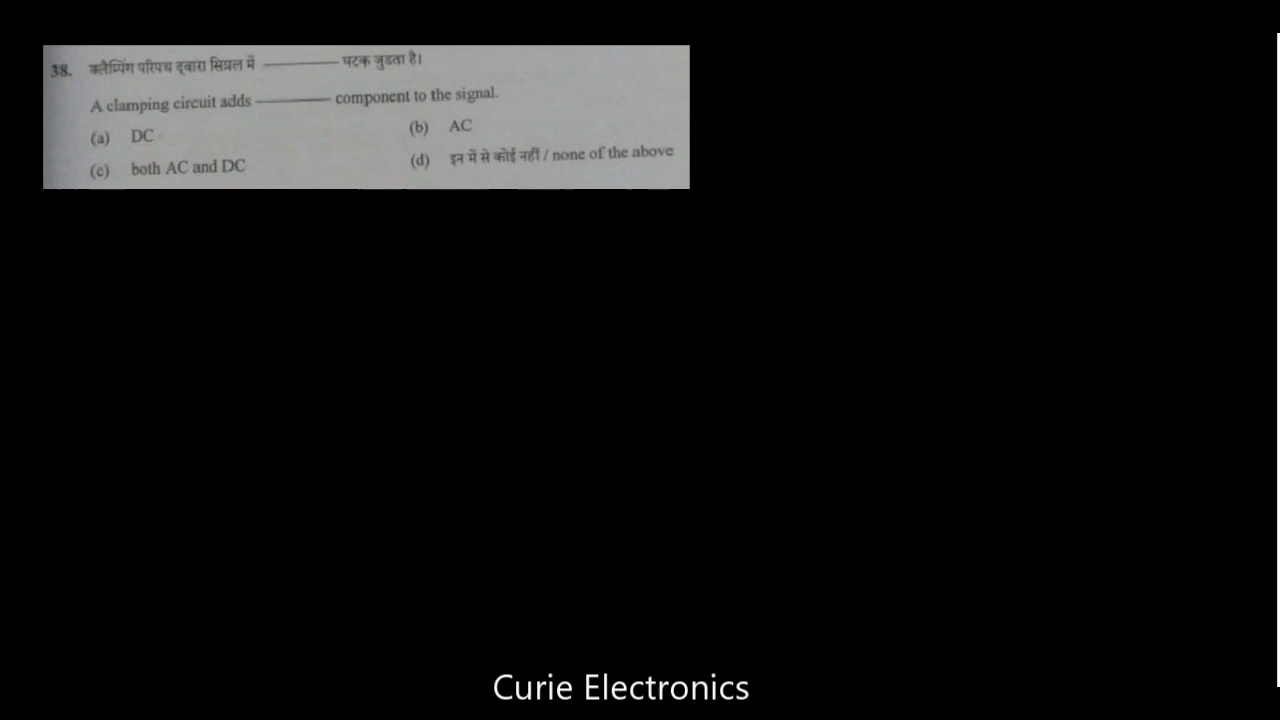 38. क्लैम्पिंग परिपथ द्वारा सिग्नल में ———— घटक जुडता है।
A clamping circuit adds ———— component to the signal.
(a) DC (b) AC
(c) both AC and DC (d) इन में से कोई नहीं / none of the above
Curie Electronics